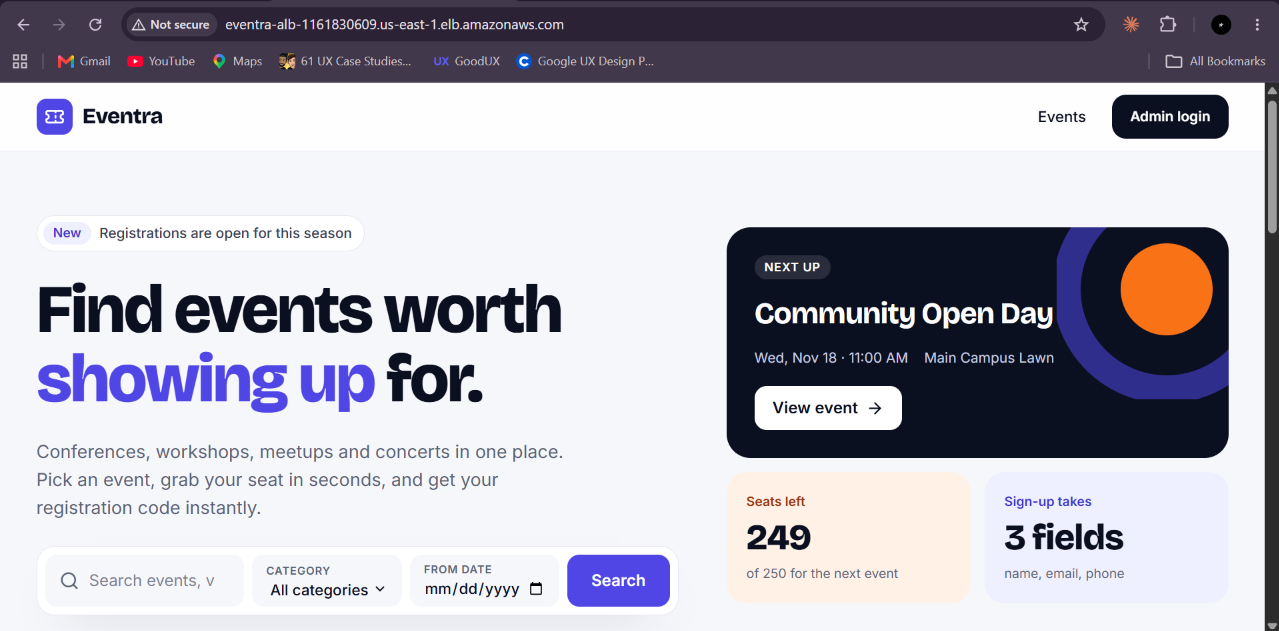 Not secure
eventra-alb-1161830609.us-east-1.elb.amazonaws.com
Gmail
YouTube
Maps
61 UX Case Studies...
UX GoodUX
C Google UX Design P...
All Bookmarks
Eventra
Events
Admin login
New Registrations are open for this season
Find events worth
showing up for.
Conferences, workshops, meetups and concerts in one place.
Pick an event, grab your seat in seconds, and get your
registration code instantly.
Search events, v
CATEGORY
All categories
FROM DATE
mm/dd/yyyy
Search
NEXT UP
Community Open Day
Wed, Nov 18 · 11:00 AM Main Campus Lawn
View event →
Seats left
249
of 250 for the next event
Sign-up takes
3 fields
name, email, phone